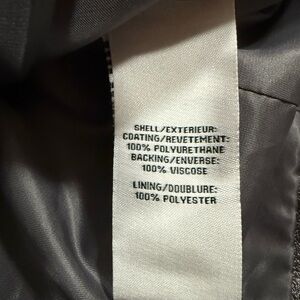 SHELL/EXTERIEUR:
COATING/REVETEMENT:
100% POLYURETHANE
BACKING/ENVERSE:
100% VISCOSE
LINING/DOUBLURE:
100% POLYESTER